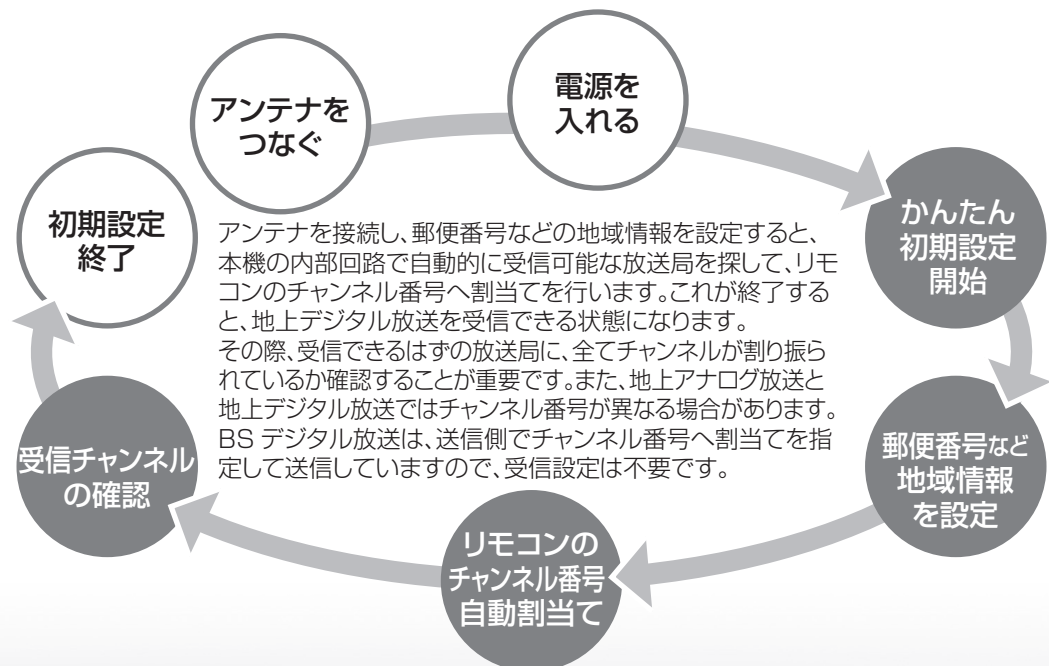 アンテナを
つなぐ
電源を
入れる
かんたん
初期設定
開始
郵便番号など
地域情報
を設定
リモコンの
チャンネル番号
自動割当て
受信チャンネル
の確認
初期設定
終了
アンテナを接続し、郵便番号などの地域情報を設定すると、
本機の内部回路で自動的に受信可能な放送局を探して、リモ
コンのチャンネル番号へ割当てを行います。これが終了する
と、地上デジタル放送を受信できる状態になります。
その際、受信できるはずの放送局に、全てチャンネルが割り振ら
れているか確認することが重要です。また、地上アナログ放送と
地上デジタル放送ではチャンネル番号が異なる場合があります。
BS デジタル放送は、送信側でチャンネル番号へ割当てを指
定して送信していますので、受信設定は不要です。